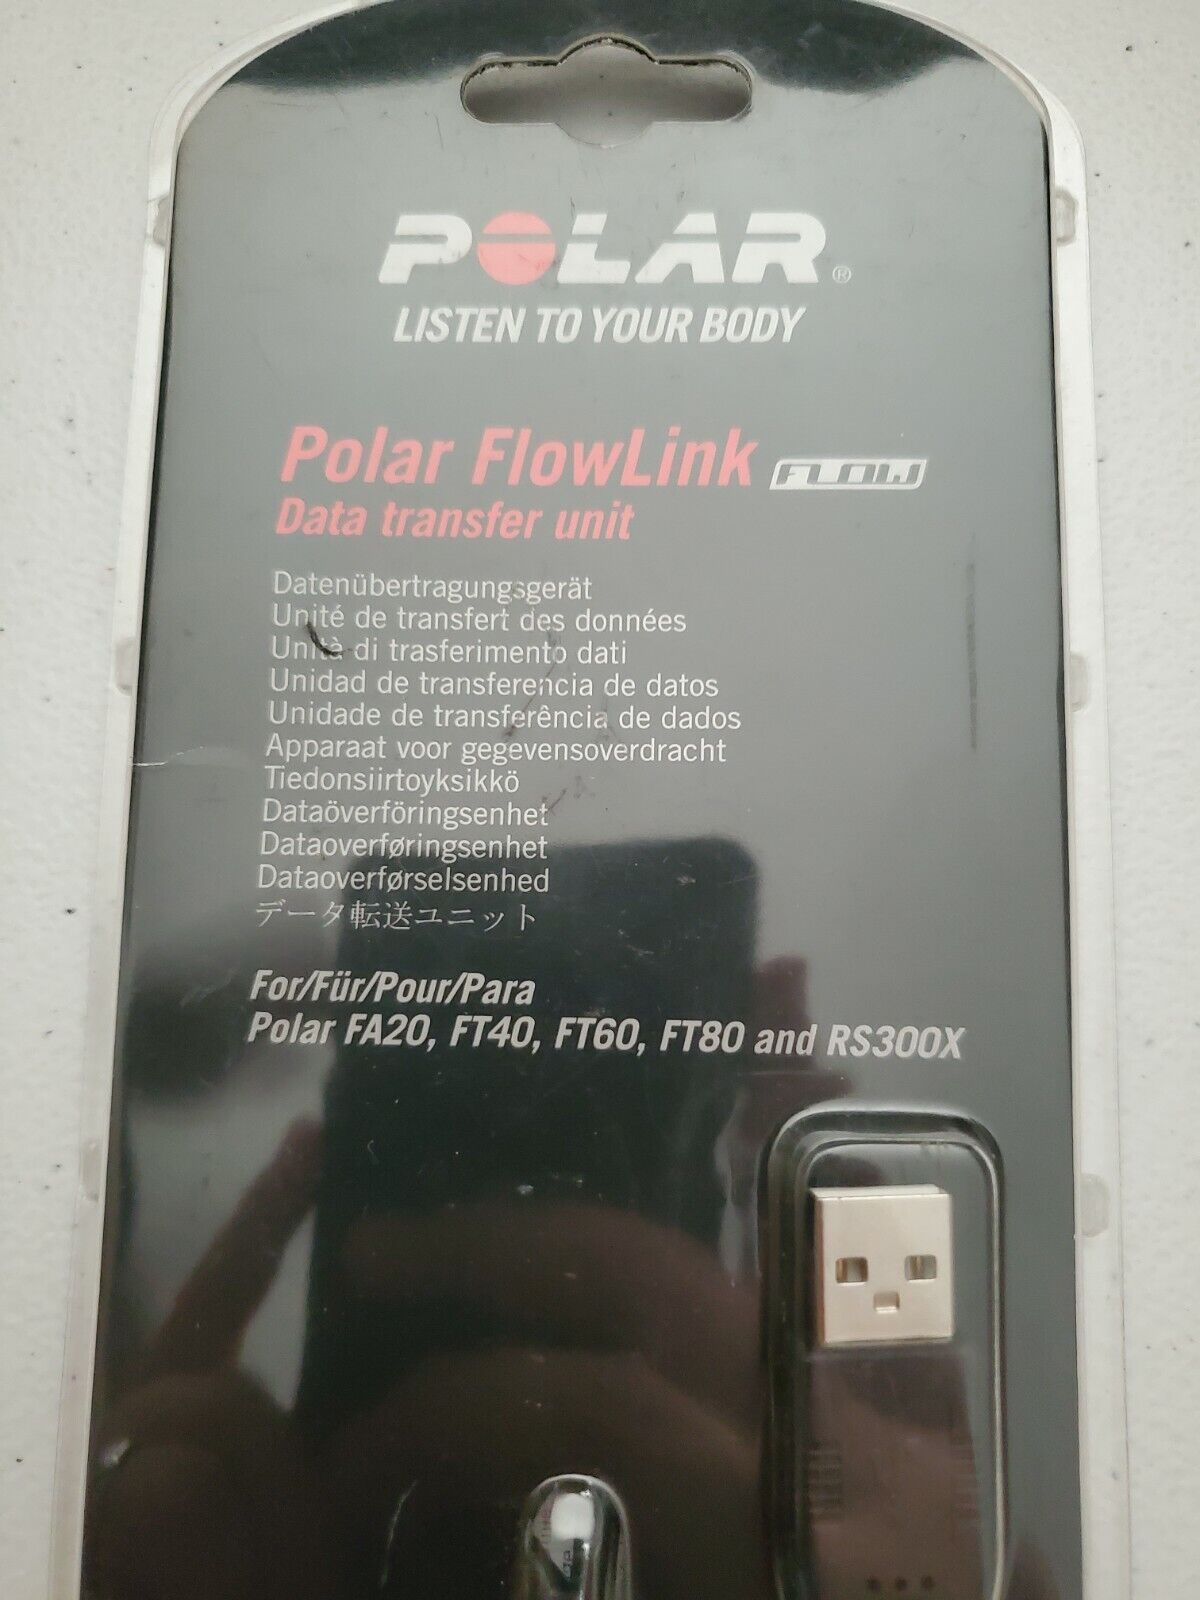 POLAR®
LISTEN TO YOUR BODY
Polar FlowLink FLOW
Data transfer unit
Datenübertragungsgerät
Unité de transfert des données
Unità di trasferimento dati
Unidad de transferencia de datos
Unidade de transferência de dados
Apparaat voor gegevensoverdracht
Tiedonsiirtoyksikkö
Dataöverföringsenhet
Dataoverføringsenhet
Dataoverførselsenhed
データ転送ユニット
For/Für/Pour/Para
Polar FA20, FT40, FT60, FT80 and RS300X